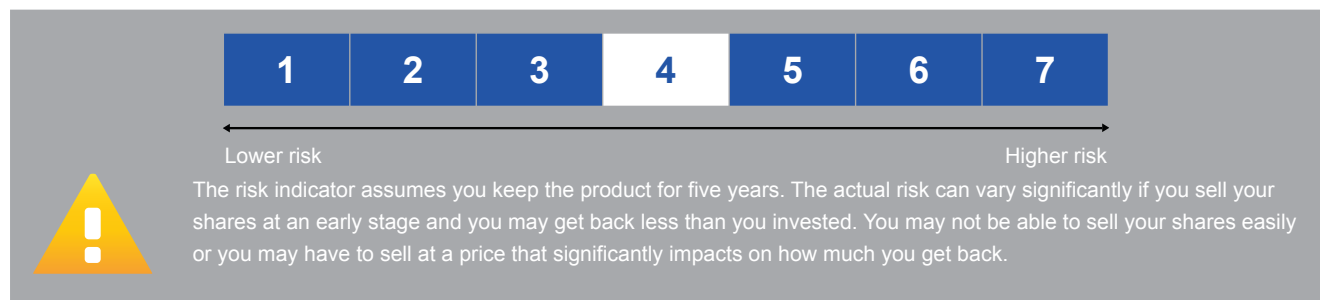 1 2 3 4 5 6 7
Lower risk Higher risk
The risk indicator assumes you keep the product for five years. The actual risk can vary significantly if you sell your
shares at an early stage and you may get back less than you invested. You may not be able to sell your shares easily
or you may have to sell at a price that significantly impacts on how much you get back.